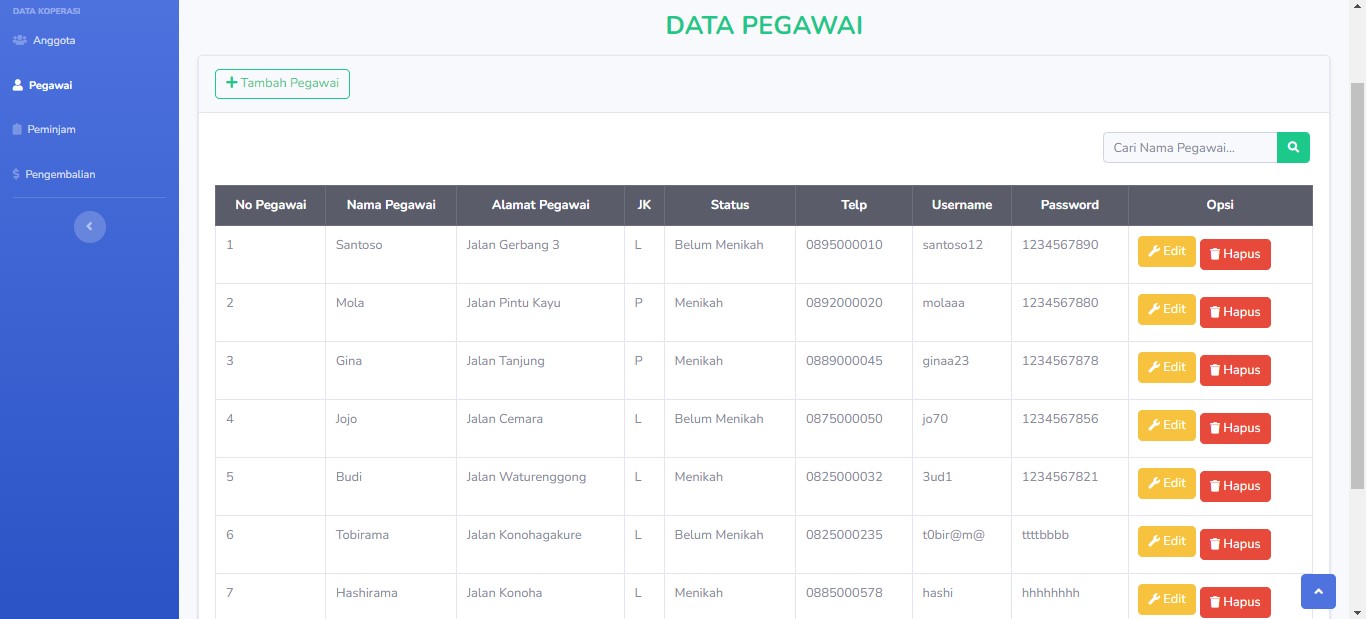 DATA KOPERASI
Anggota
Pegawai
Peminjam
Pengembalian
DATA PEGAWAI
Tambah Pegawai
Cari Nama Pegawai...
No Pegawai Nama Pegawai Alamat Pegawai JK Status Telp Username Password Opsi
1 Santoso Jalan Gerbang 3 L Belum Menikah 0895000010 santoso12 1234567890 Edit Hapus
2 Mola Jalan Pintu Kayu P Menikah 0892000020 molaaa 1234567880 Edit Hapus
3 Gina Jalan Tanjung P Menikah 0889000045 ginaa23 1234567878 Edit Hapus
4 Jojo Jalan Cemara L Belum Menikah 0875000050 jo70 1234567856 Edit Hapus
5 Budi Jalan Waturenggong L Menikah 0825000032 3ud1 1234567821 Edit Hapus
6 Tobirama Jalan Konohagakure L Belum Menikah 0825000235 t0bir@m@ ttttbbbb Edit Hapus
7 Hashirama Jalan Konoha L Menikah 0885000578 hashi hhhhhhhh Edit Hapus